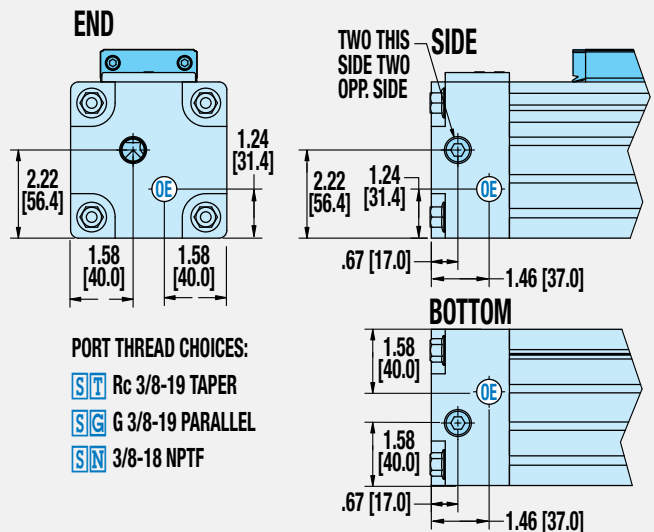 END
2.22
[56.4]
OE
1.24
[31.4]
1.58
[40.0]
1.58
[40.0]
SIDE
TWO THIS
SIDE TWO
OPP. SIDE
2.22
[56.4]
1.24
[31.4]
OE
.67 [17.0]
1.46 [37.0]
PORT THREAD CHOICES:
ST Rc 3/8-19 TAPER
SG G 3/8-19 PARALLEL
SN 3/8-18 NPTF
BOTTOM
1.58
[40.0]
OE
1.58
[40.0]
.67 [17.0]
1.46 [37.0]